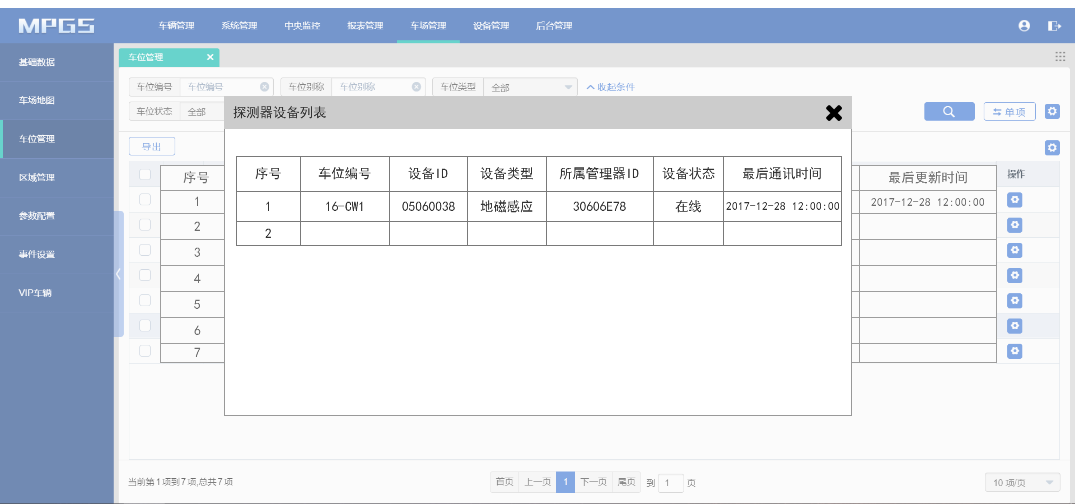 MPGS 车辆管理 系统管理 中央监控 报表管理 车场管理 设备管理 后台管理
基础数据
车场地图
车位管理
区域管理
参数配置
事件设置
VIP车辆
车位管理
车位编号 车位编号 车位别称 车位别称 车位类型 全部 收起条件
车位状态 全部 单项
导出
序号 最后更新时间 操作
1 2017-12-28 12:00:00
2
3
4
5
6
7
探测器设备列表
序号 车位编号 设备ID 设备类型 所属管理器ID 设备状态 最后通讯时间
1 16-CW1 05060038 地磁感应 30606E78 在线 2017-12-28 12:00:00
2
当前第1项到7项,总共7项 首页 上一页 1 下一页 尾页 到 1 页 10 项/页